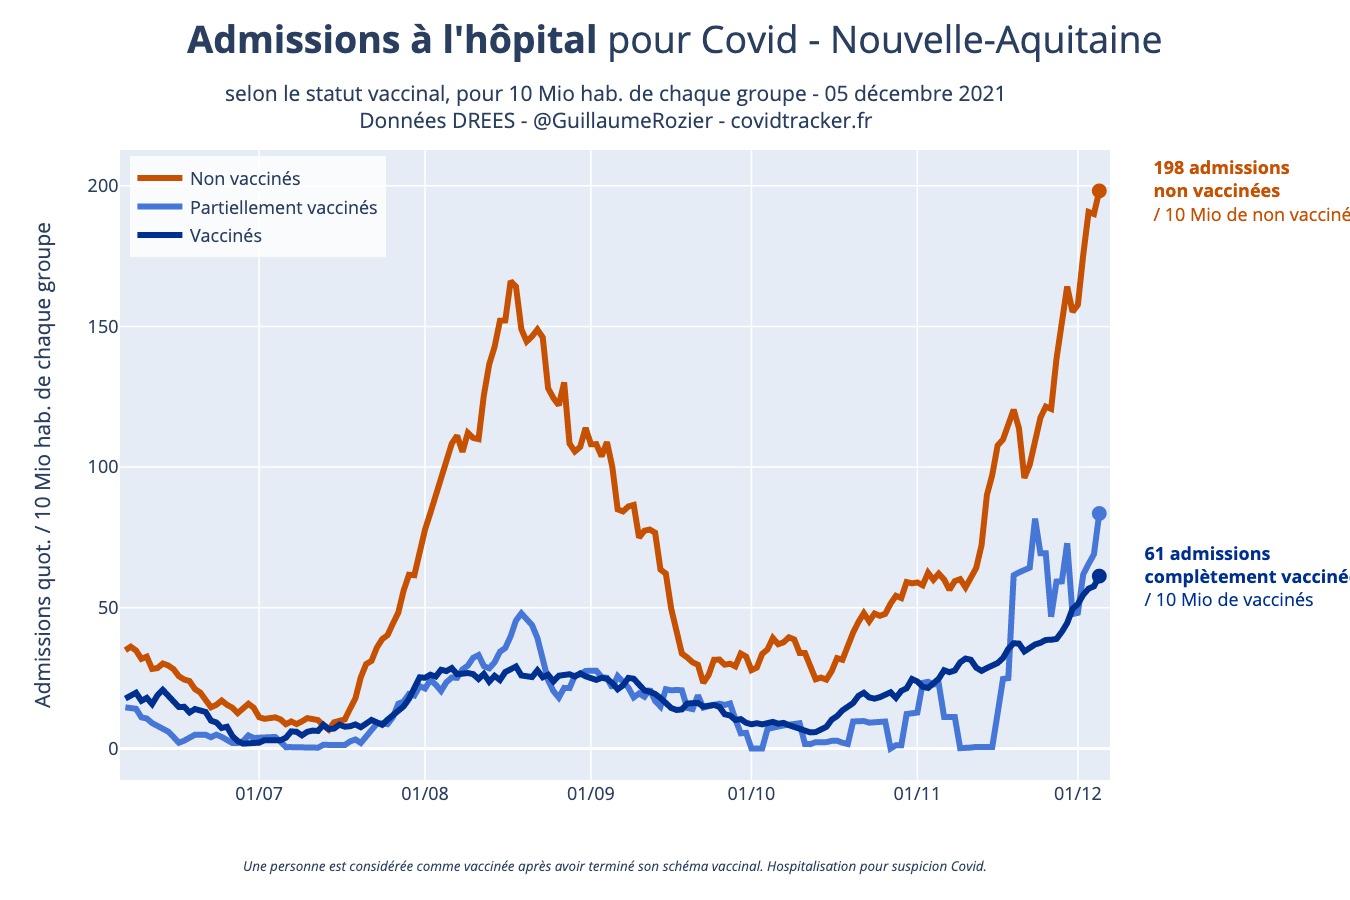 Admissions à l'hôpital pour Covid - Nouvelle-Aquitaine
selon le statut vaccinal, pour 10 Mio hab. de chaque groupe - 05 décembre 2021
Données DREES - @GuillaumeRozier - covidtracker.fr
Non vaccinés
Partiellement vaccinés
Vaccinés
198 admissions
non vaccinées
/ 10 Mio de non vacciné
61 admissions
complètement vacciné
/ 10 Mio de vaccinés
Admissions quot. / 10 Mio hab. de chaque groupe
200
150
100
50
0
01/07
01/08
01/09
01/10
01/11
01/12
Une personne est considérée comme vaccinée après avoir terminé son schéma vaccinal. Hospitalisation pour suspicion Covid.